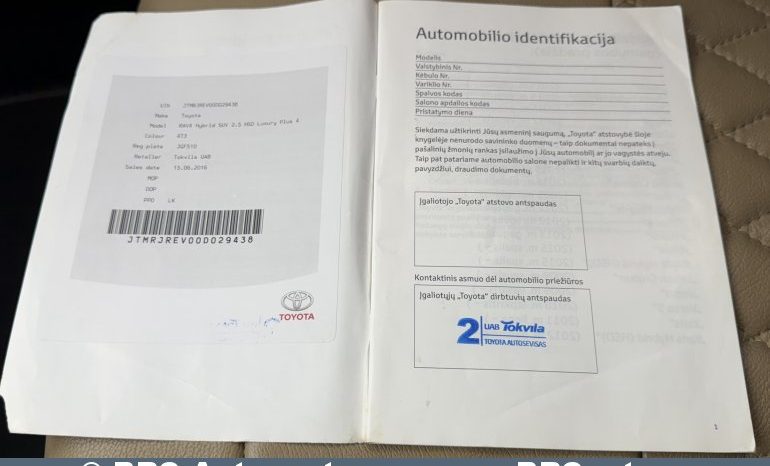 VIN JTMRJREV00D029438
Make Toyota
Model RAV4 Hybrid SUV 2.5 HSD Luxury Plus 4
Colour 4T3
Reg plate JGF510
Retailer Tokvila UAB
Sales date 15.06.2016
MOP
DOP
PRO LK
JTMRJREV00D029438
TOYOTA
Automobilio identifikacija
Modelis
Valstybinis Nr.
Kėbulo Nr.
Variklio Nr.
Spalvos kodas
Salono apdailos kodas
Pristatymo diena
Siekdama užtikrinti Jūsų asmeninį saugumą, „Toyota“ atstovybė šioje
knygelėje nenurodo savininko duomenų – taip dokumentai nepateks į
pašalinių žmonių rankas įsilaužimo į Jūsų automobilį ar jo vagystės atveju.
Taip pat patariame automobilio salone nepalikti ir kitų svarbių daiktų,
pavyzdžiui, draudimo dokumentų.
Įgaliotojo „Toyota“ atstovo antspaudas
Kontaktinis asmuo dėl automobilio priežiūros
Įgaliotųjų „Toyota“ dirbtuvių antspaudas
2 UAB Tokvila
TOYOTA AUTOSERVISAS
1